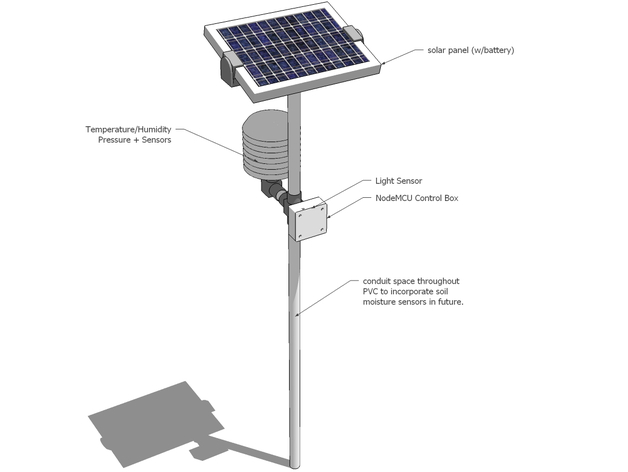 solar panel (w/battery)
Temperature/Humidity
Pressure + Sensors
Light Sensor
NodeMCU Control Box
conduit space throughout
PVC to incorporate soil
moisture sensors in future.